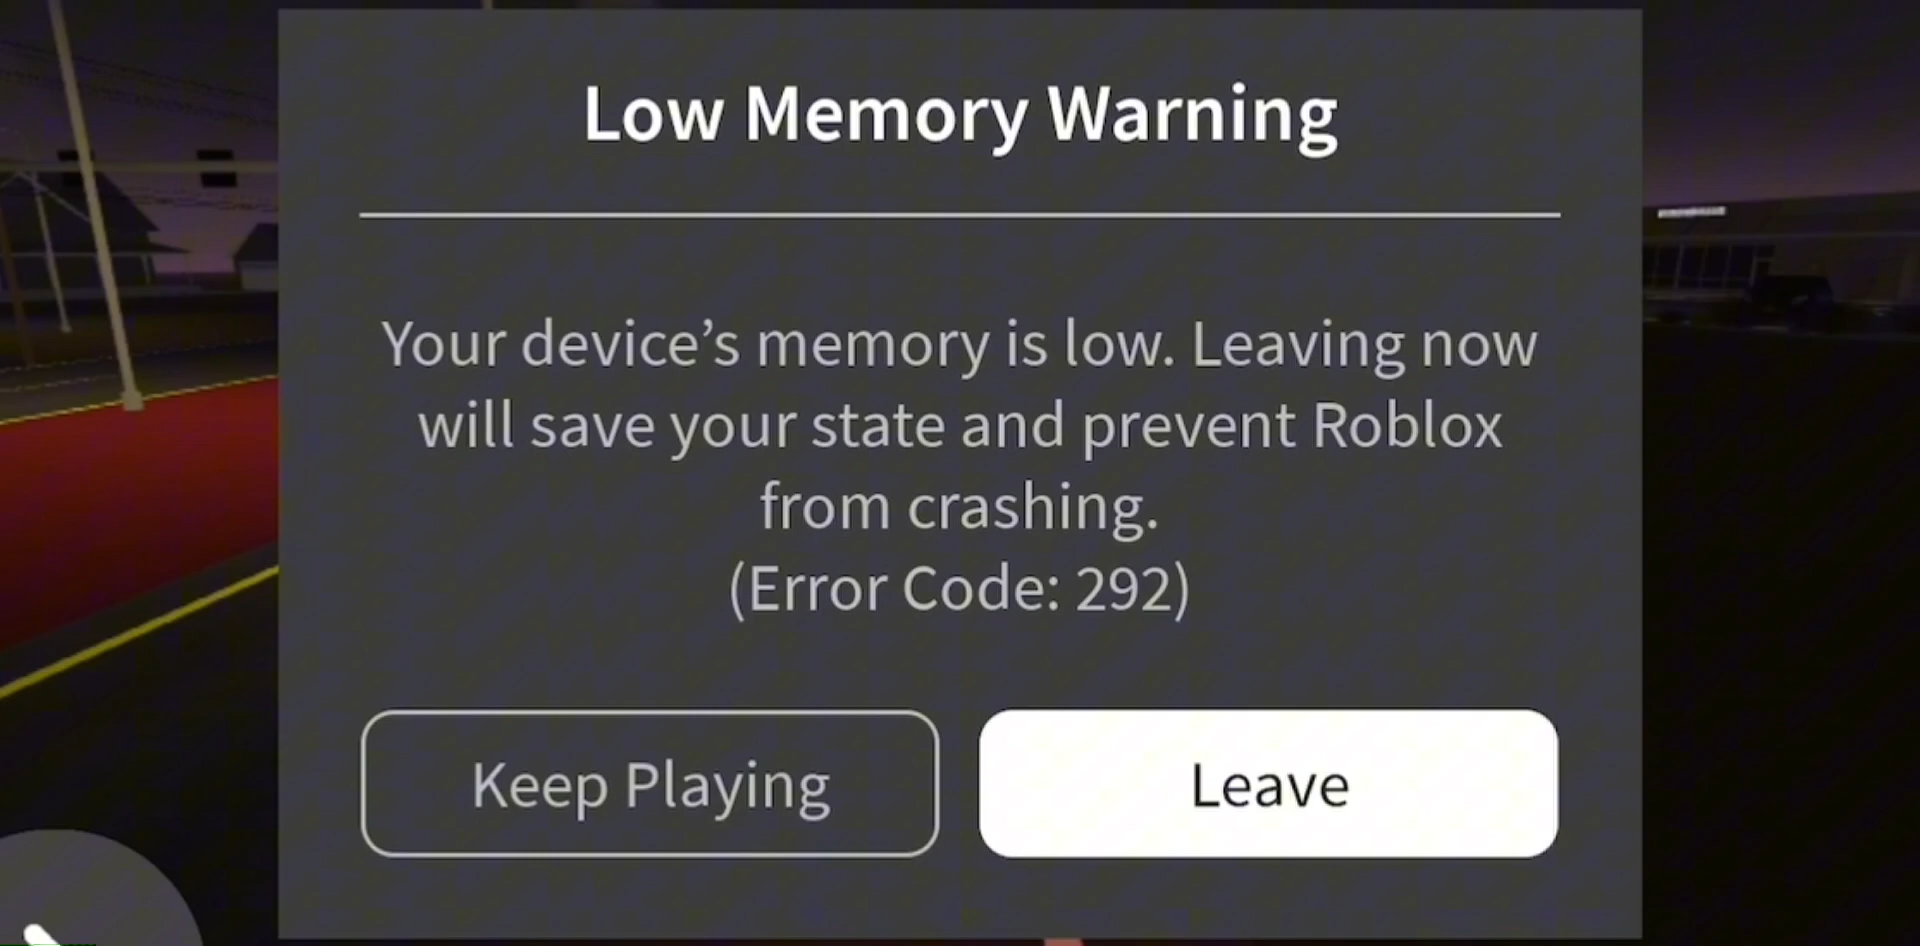 Low Memory Warning
Your device’s memory is low. Leaving now
will save your state and prevent Roblox
from crashing.
(Error Code: 292)
Keep Playing
Leave